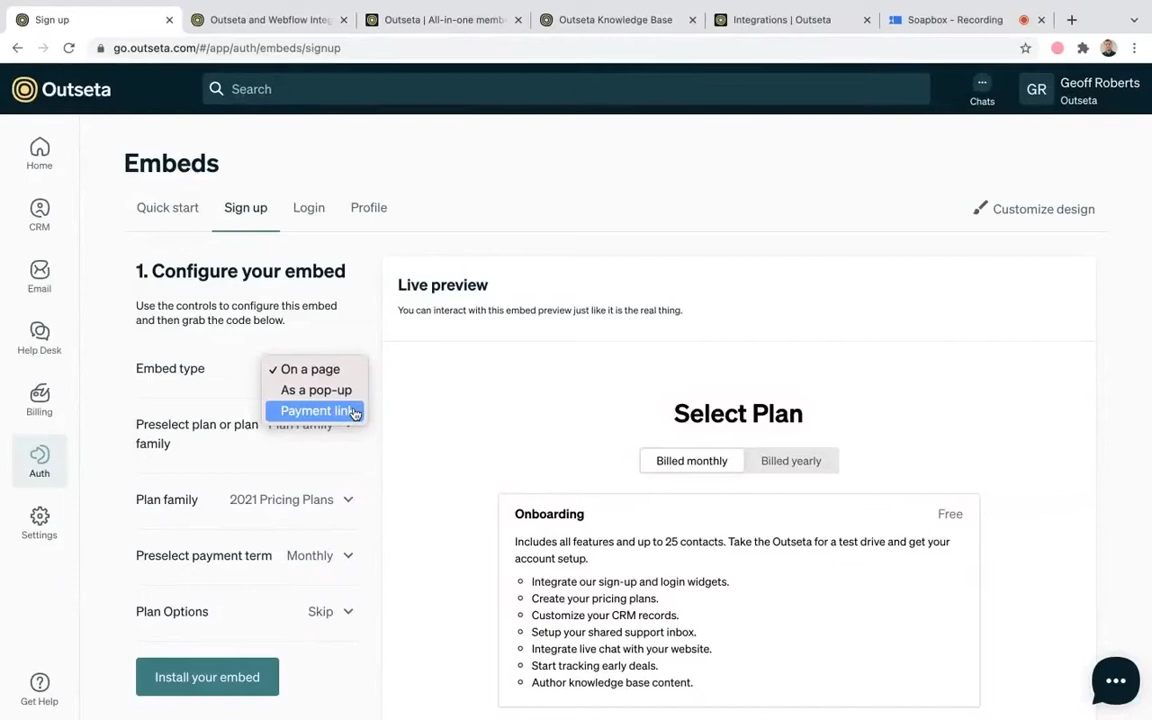 Sign up
Outseta and Webflow integ
Outseta | All-in-one memb
Outseta Knowledge Base
Integrations | Outseta
Soapbox - Recording
go.outseta.com/#/app/auth/embeds/signup
Outseta
Search
Chats
GR
Geoff Roberts
Outseta
Home
CRM
Email
Help Desk
Billing
Auth
Settings
Get Help
Embeds
Quick start
Sign up
Login
Profile
Customize design
1. Configure your embed
Use the controls to configure this embed
and then grab the code below.
Embed type
✓ On a page
As a pop-up
Payment link
Preselect plan or plan
family
Plan Family
Plan family
2021 Pricing Plans
Preselect payment term
Monthly
Plan Options
Skip
Install your embed
Live preview
You can interact with this embed preview just like it is the real thing.
Select Plan
Billed monthly
Billed yearly
Onboarding
Free
Includes all features and up to 25 contacts. Take the Outseta for a test drive and get your
account setup.
Integrate our sign-up and login widgets.
Create your pricing plans.
Customize your CRM records.
Setup your shared support inbox.
Integrate live chat with your website.
Start tracking early deals.
Author knowledge base content.